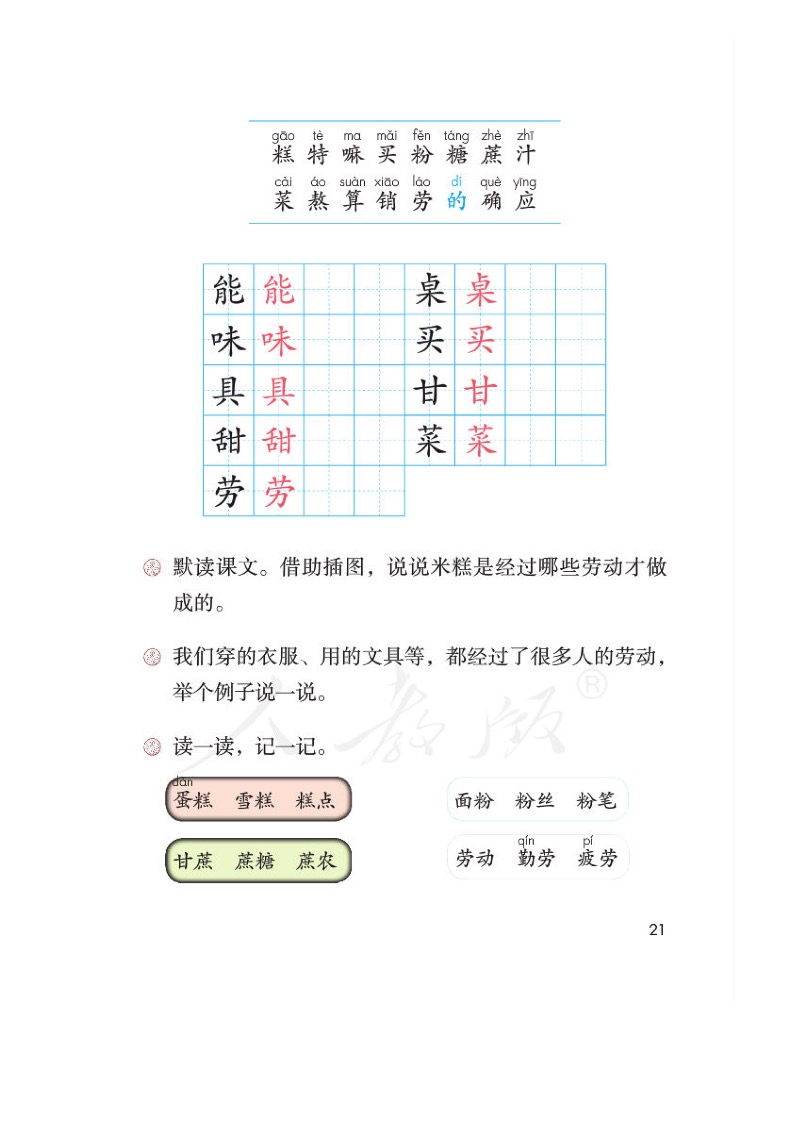 gāo tè ma mǎi fěn táng zhè zhī
糕 特 嘛 买 粉 糖 蔗 汁
cài áo suàn xiāo láo dí què yīng
菜 熬 算 销 劳 的 确 应
能 能 桌 桌
味 味 买 买
具 具 甘 甘
甜 甜 菜 菜
劳 劳
默读课文。借助插图，说说米糕是经过哪些劳动才做
成的。
我们穿的衣服、用的文具等，都经过了很多人的劳动，
举个例子说一说。
人教版®
读一读，记一记。
dàn
蛋糕 雪糕 糕点 面粉 粉丝 粉笔
qín pí
甘蔗 蔗糖 蔗农 劳动 勤劳 疲劳
21